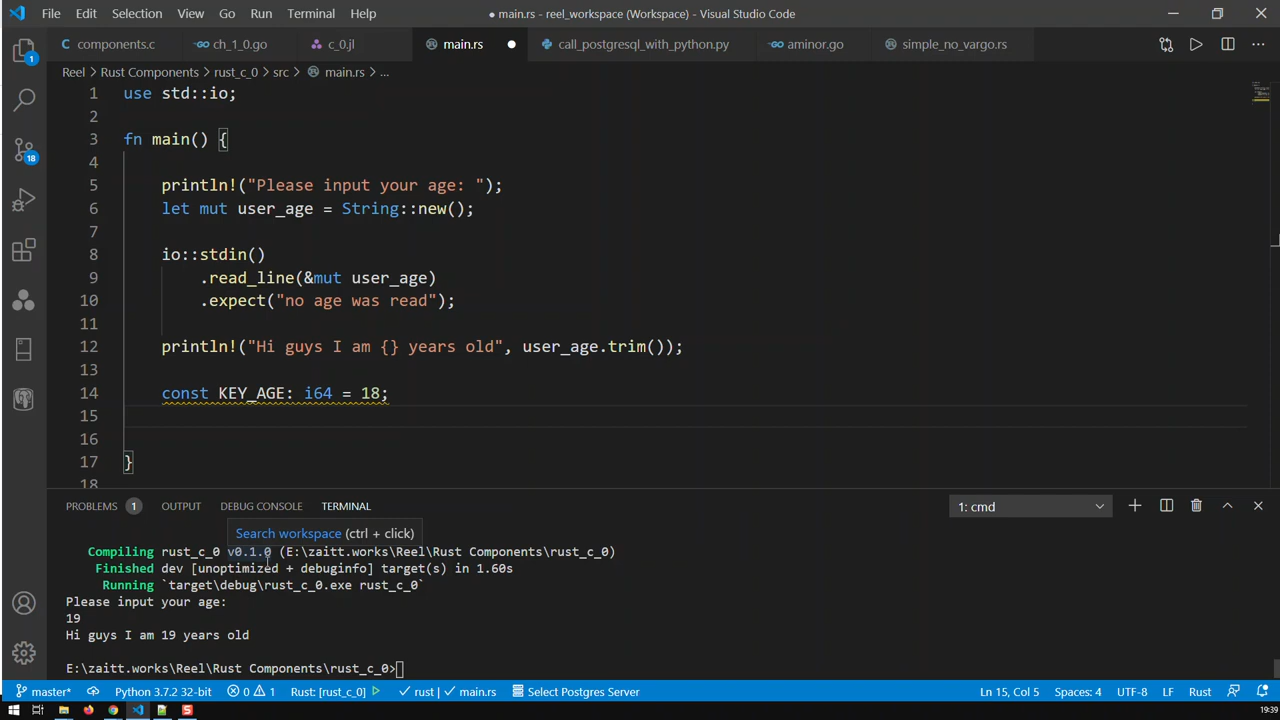 File Edit Selection View Go Run Terminal Help ● main.rs - reel_workspace (Workspace) - Visual Studio Code
C components.c ch_1_0.go c_0.jl main.rs ● call_postgresql_with_python.py aminor.go simple_no_vargo.rs
Reel > Rust Components > rust_c_0 > src > main.rs > ...
1 use std::io;
2
3 fn main() {
4
5 println!("Please input your age: ");
6 let mut user_age = String::new();
7
8 io::stdin()
9 .read_line(&mut user_age)
10 .expect("no age was read");
11
12 println!("Hi guys I am {} years old", user_age.trim());
13
14 const KEY_AGE: i64 = 18;
15
16
17 }
18
1
18
PROBLEMS 1 OUTPUT DEBUG CONSOLE TERMINAL 1: cmd
Search workspace (ctrl + click)
Compiling rust_c_0 v0.1.0 (E:\zaitt.works\Reel\Rust Components\rust_c_0)
Finished dev [unoptimized + debuginfo] target(s) in 1.60s
Running `target\debug\rust_c_0.exe rust_c_0`
Please input your age:
19
Hi guys I am 19 years old
E:\zaitt.works\Reel\Rust Components\rust_c_0>
master* Python 3.7.2 32-bit 0 1 Rust: [rust_c_0] ✓ rust | ✓ main.rs Select Postgres Server Ln 15, Col 5 Spaces: 4 UTF-8 LF Rust
19:39